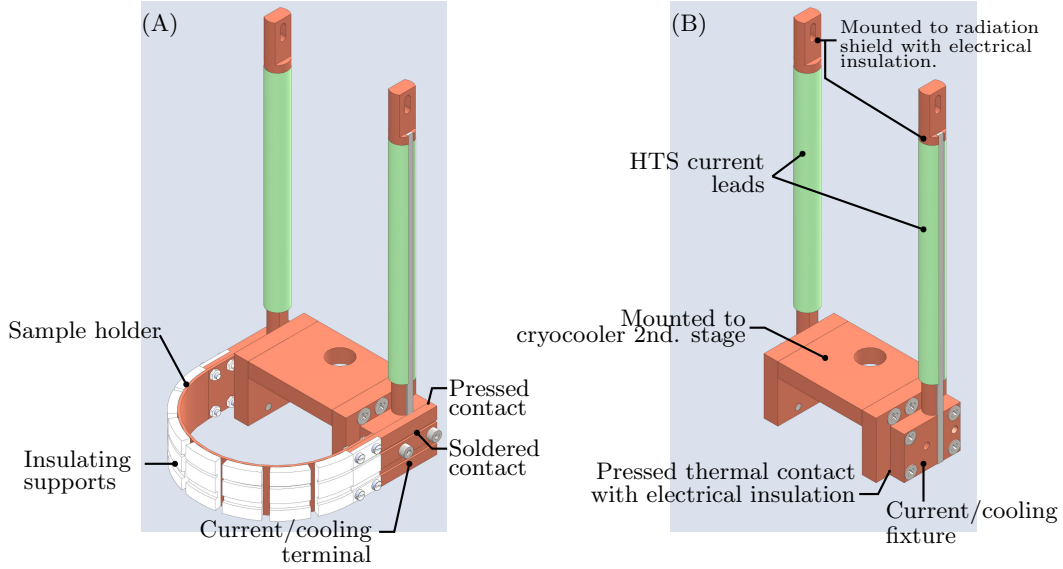 (A)
Sample holder
Insulating
supports
Pressed
contact
Soldered
contact
Current/cooling
terminal
(B)
Mounted to radiation
shield with electrical
insulation.
HTS current
leads
Mounted to
cryocooler 2nd. stage
Pressed thermal contact
with electrical insulation
Current/cooling
fixture